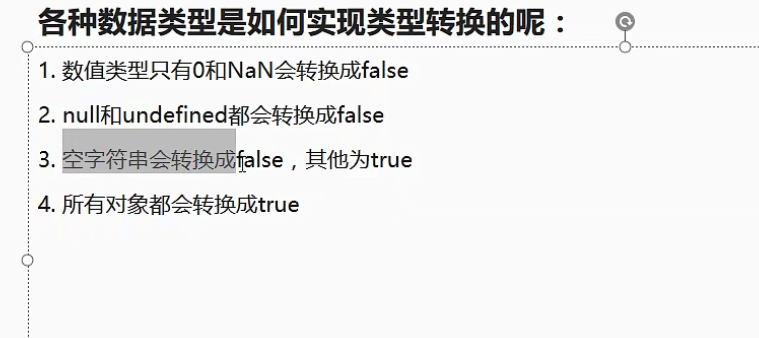 各种数据类型是如何实现类型转换的呢：
1. 数值类型只有0和NaN会转换成false
2. null和undefined都会转换成false
3. 空字符串会转换成false，其他为true
4. 所有对象都会转换成true